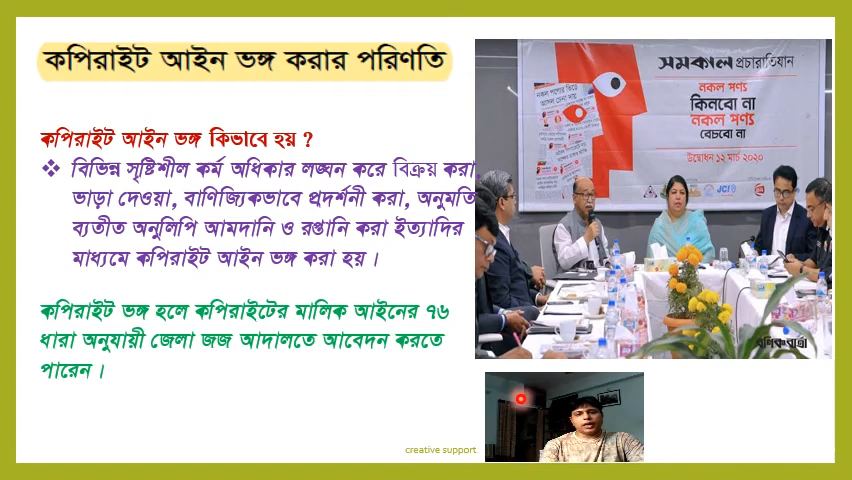 কপিরাইট আইন ভঙ্গ করার পরিণতি
কপিরাইট আইন ভঙ্গ কিভাবে হয় ?
❖ বিভিন্ন সৃষ্টিশীল কর্ম অধিকার লঙ্ঘন করে বিক্রয় করা,
ভাড়া দেওয়া, বাণিজ্যিকভাবে প্রদর্শনী করা, অনুমতি
ব্যতীত অনুলিপি আমদানি ও রপ্তানি করা ইত্যাদির
মাধ্যমে কপিরাইট আইন ভঙ্গ করা হয় ।
কপিরাইট ভঙ্গ হলে কপিরাইটের মালিক আইনের ৭৬
ধারা অনুযায়ী জেলা জজ আদালতে আবেদন করতে
পারেন ।
সমকাল প্রচারাভিযান
নকল পণ্য
কিনবো না
নকল পণ্য
বেচবো না
উদ্বোধন ১২ মার্চ ২০২০
JCI
বণিকবার্তা
creative support